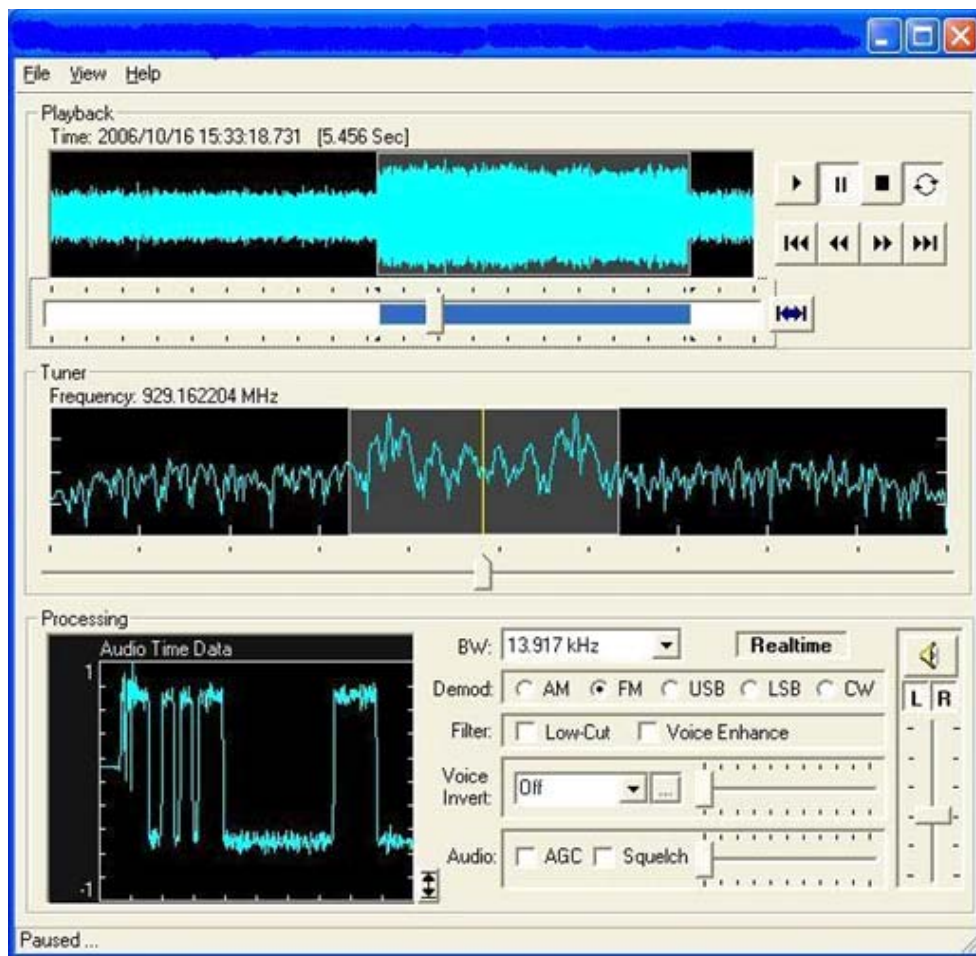 File View Help
Playback
Time: 2006/10/16 15:33:18.731 [5.456 Sec]
Tuner
Frequency: 929.162204 MHz
Processing
Audio Time Data
1
-1
BW: 13.917 kHz Realtime
Demod: AM FM USB LSB CW
Filter: Low-Cut Voice Enhance
Voice Invert: Off ...
Audio: AGC Squelch
L R
Paused ...